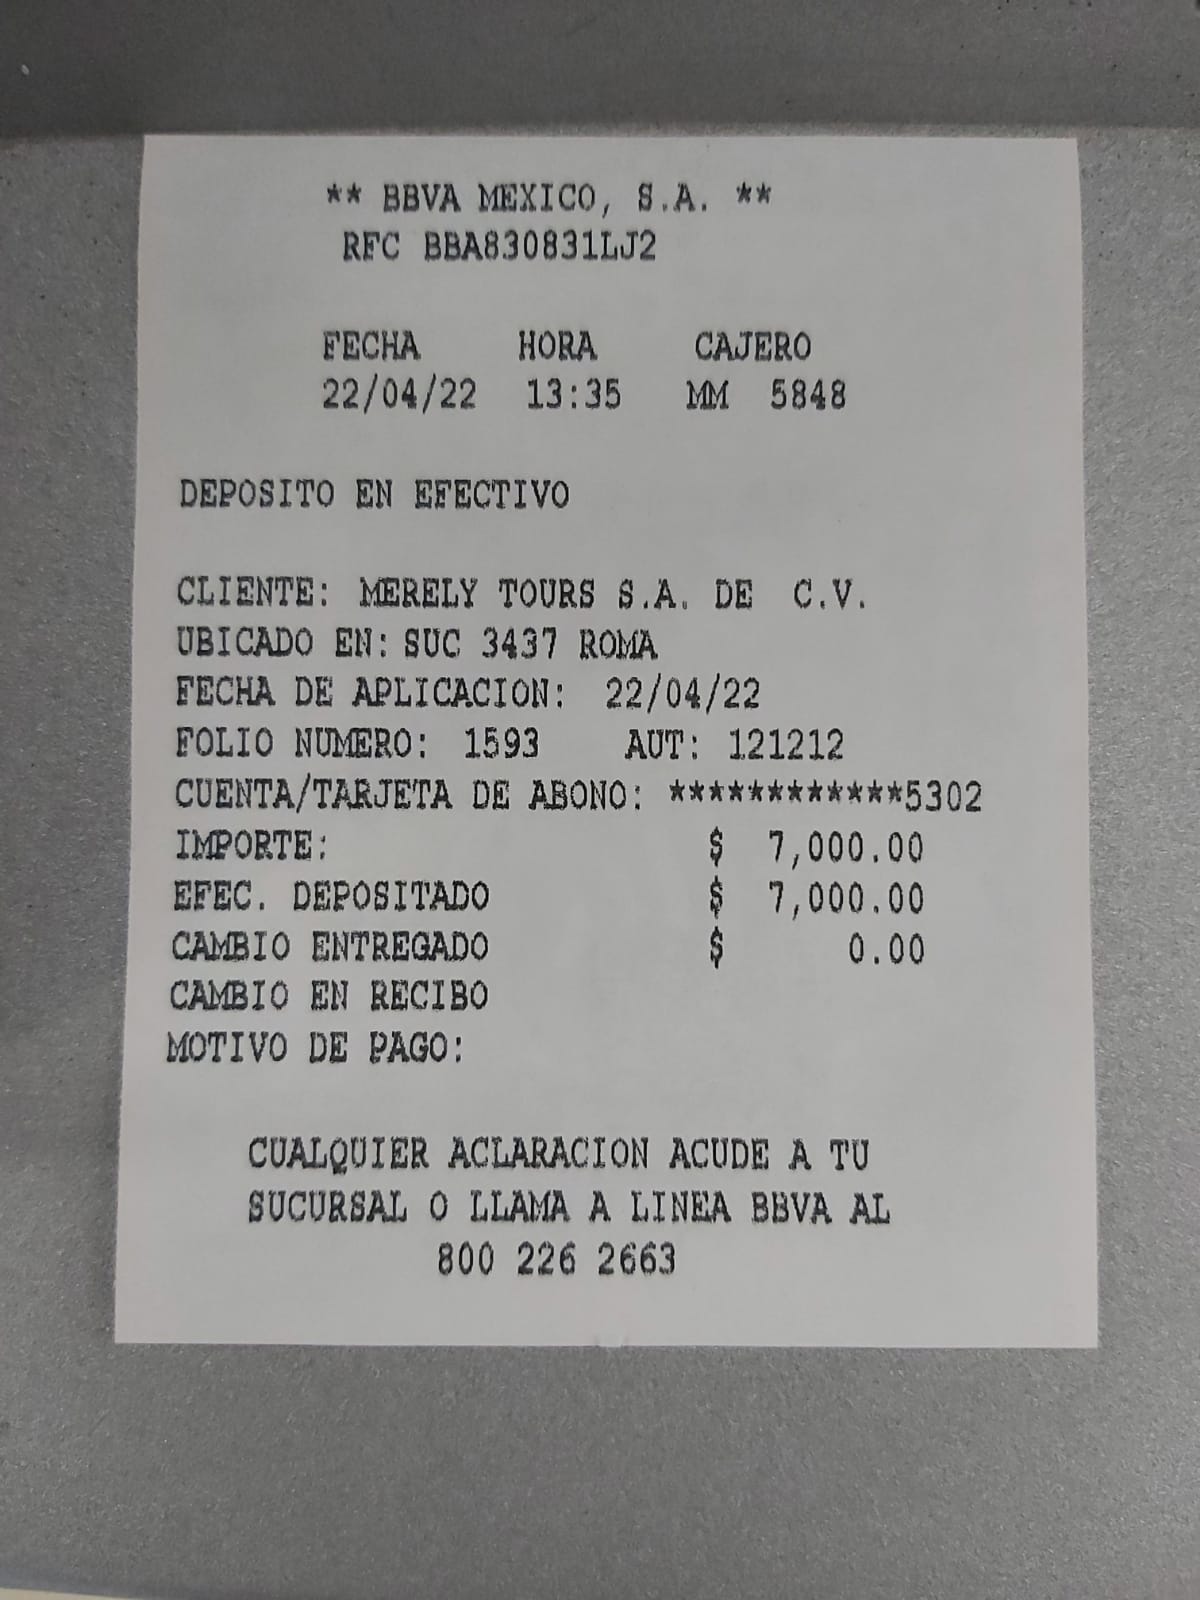 ** BBVA MEXICO, S.A. **
RFC BBA830831LJ2
FECHA HORA CAJERO
22/04/22 13:35 MM 5848
DEPOSITO EN EFECTIVO
CLIENTE: MERELY TOURS S.A. DE C.V.
UBICADO EN: SUC 3437 ROMA
FECHA DE APLICACION: 22/04/22
FOLIO NUMERO: 1593 AUT: 121212
CUENTA/TARJETA DE ABONO: ************5302
IMPORTE: $ 7,000.00
EFEC. DEPOSITADO $ 7,000.00
CAMBIO ENTREGADO $ 0.00
CAMBIO EN RECIBO
MOTIVO DE PAGO:
CUALQUIER ACLARACION ACUDE A TU
SUCURSAL O LLAMA A LINEA BBVA AL
800 226 2663